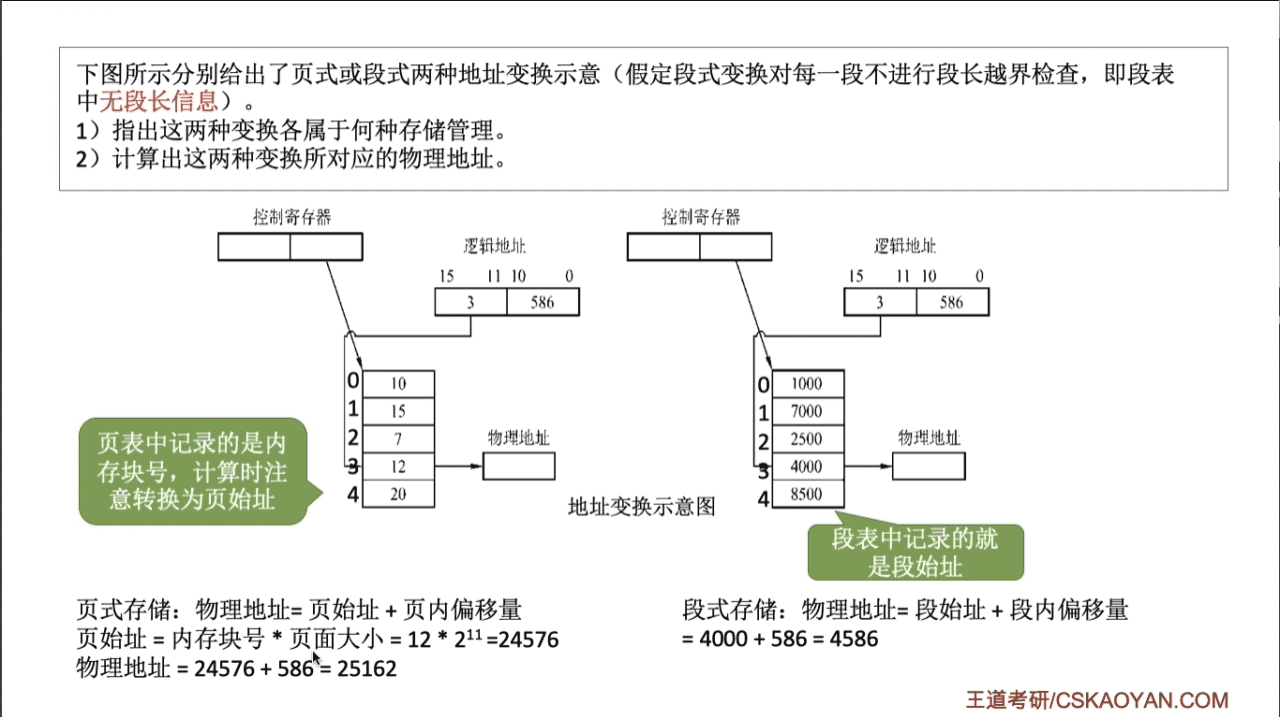 下图所示分别给出了页式或段式两种地址变换示意（假定段式变换对每一段不进行段长越界检查，即段表
中无段长信息）。
1）指出这两种变换各属于何种存储管理。
2）计算出这两种变换所对应的物理地址。
控制寄存器
逻辑地址
15 11 10 0
3 586
0 10
1 15
2 7
3 12
4 20
物理地址
页表中记录的是内
存块号，计算时注
意转换为页始址
控制寄存器
逻辑地址
15 11 10 0
3 586
0 1000
1 7000
2 2500
3 4000
4 8500
物理地址
地址变换示意图
段表中记录的就
是段始址
页式存储：物理地址= 页始址 + 页内偏移量
页始址 = 内存块号 * 页面大小 = 12 * 2¹¹ =24576
物理地址 = 24576 + 586 = 25162
段式存储：物理地址= 段始址 + 段内偏移量
= 4000 + 586 = 4586
王道考研/CSKAOYAN.COM